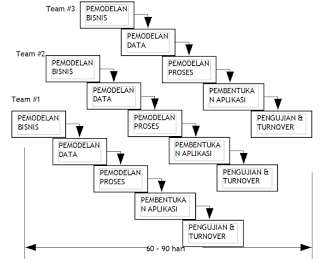 Team #3
PEMODELAN
BISNIS
PEMODELAN
DATA
PEMODELAN
PROSES
PEMBENTUKA
N APLIKASI
PENGUJIAN &
TURNOVER
Team #2
PEMODELAN
BISNIS
PEMODELAN
DATA
PEMODELAN
PROSES
PEMBENTUKA
N APLIKASI
PENGUJIAN &
TURNOVER
Team #1
PEMODELAN
BISNIS
PEMODELAN
DATA
PEMODELAN
PROSES
PEMBENTUKA
N APLIKASI
PENGUJIAN &
TURNOVER
60 - 90 hari